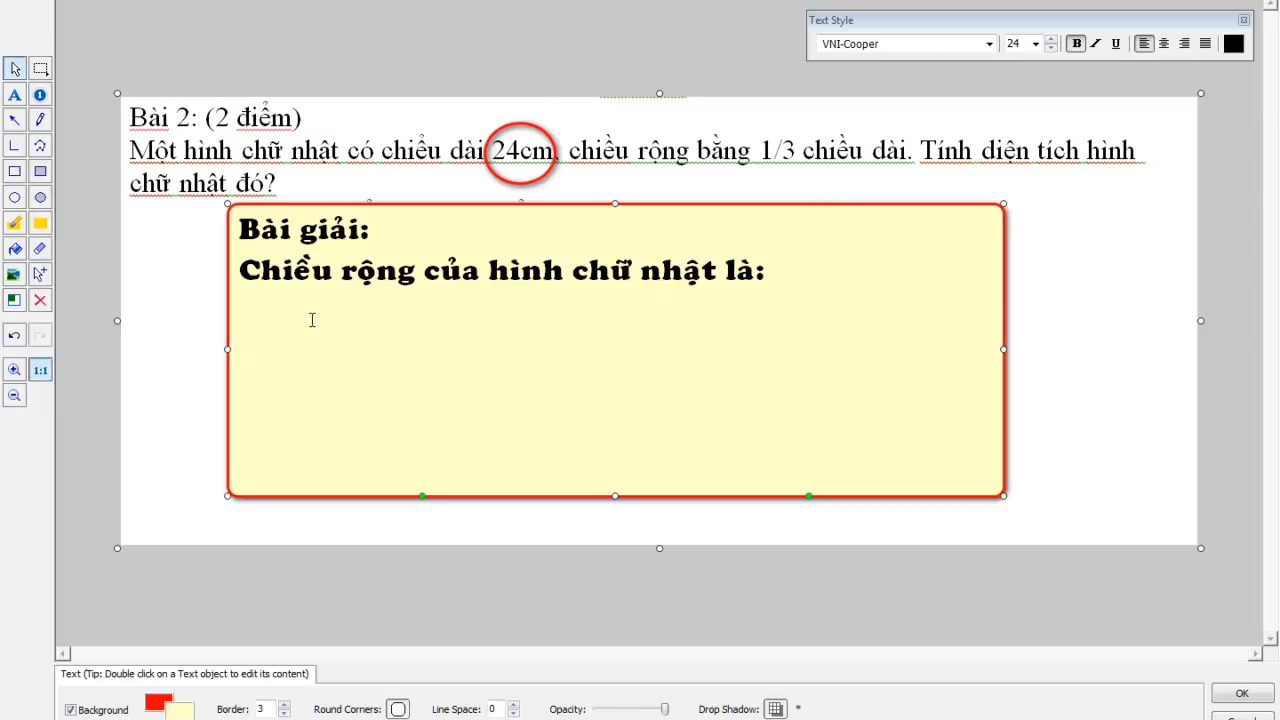 Text Style
VNI-Cooper 24 B I U
Bài 2: (2 điểm)
Một hình chữ nhật có chiểu dài 24cm, chiều rộng bằng 1/3 chiều dài. Tính diện tích hình
chữ nhật đó?
Bài giải:
Chiều rộng của hình chữ nhật là:
A 1
1:1
Text (Tip: Double click on a Text object to edit its content)
OK
Background Border: 3 Round Corners: Line Space: 0 Opacity: Drop Shadow: *